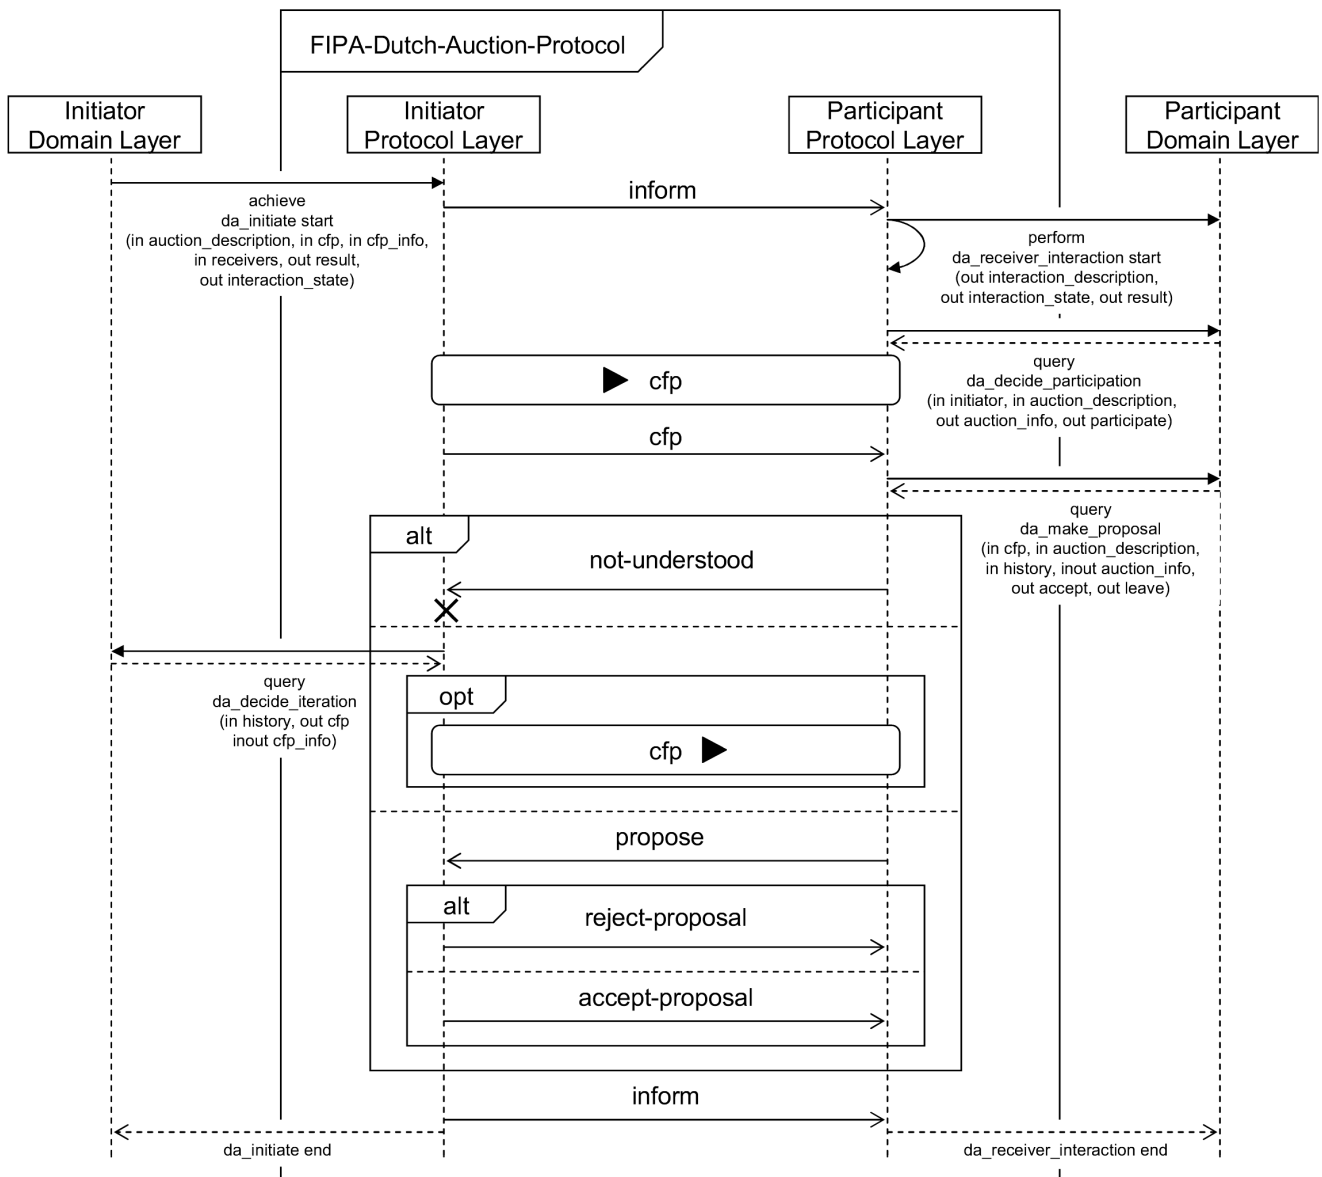 FIPA-Dutch-Auction-Protocol
Initiator
Domain Layer
Initiator
Protocol Layer
Participant
Protocol Layer
Participant
Domain Layer
achieve
da_initiate start
(in auction_description, in cfp, in cfp_info,
in receivers, out result,
out interaction_state)
inform
perform
da_receiver_interaction start
(out interaction_description,
out interaction_state, out result)
cfp
query
da_decide_participation
(in initiator, in auction_description,
out auction_info, out participate)
cfp
query
da_make_proposal
(in cfp, in auction_description,
in history, inout auction_info,
out accept, out leave)
alt
not-understood
query
da_decide_iteration
(in history, out cfp
inout cfp_info)
opt
cfp
propose
alt
reject-proposal
accept-proposal
inform
da_initiate end
da_receiver_interaction end